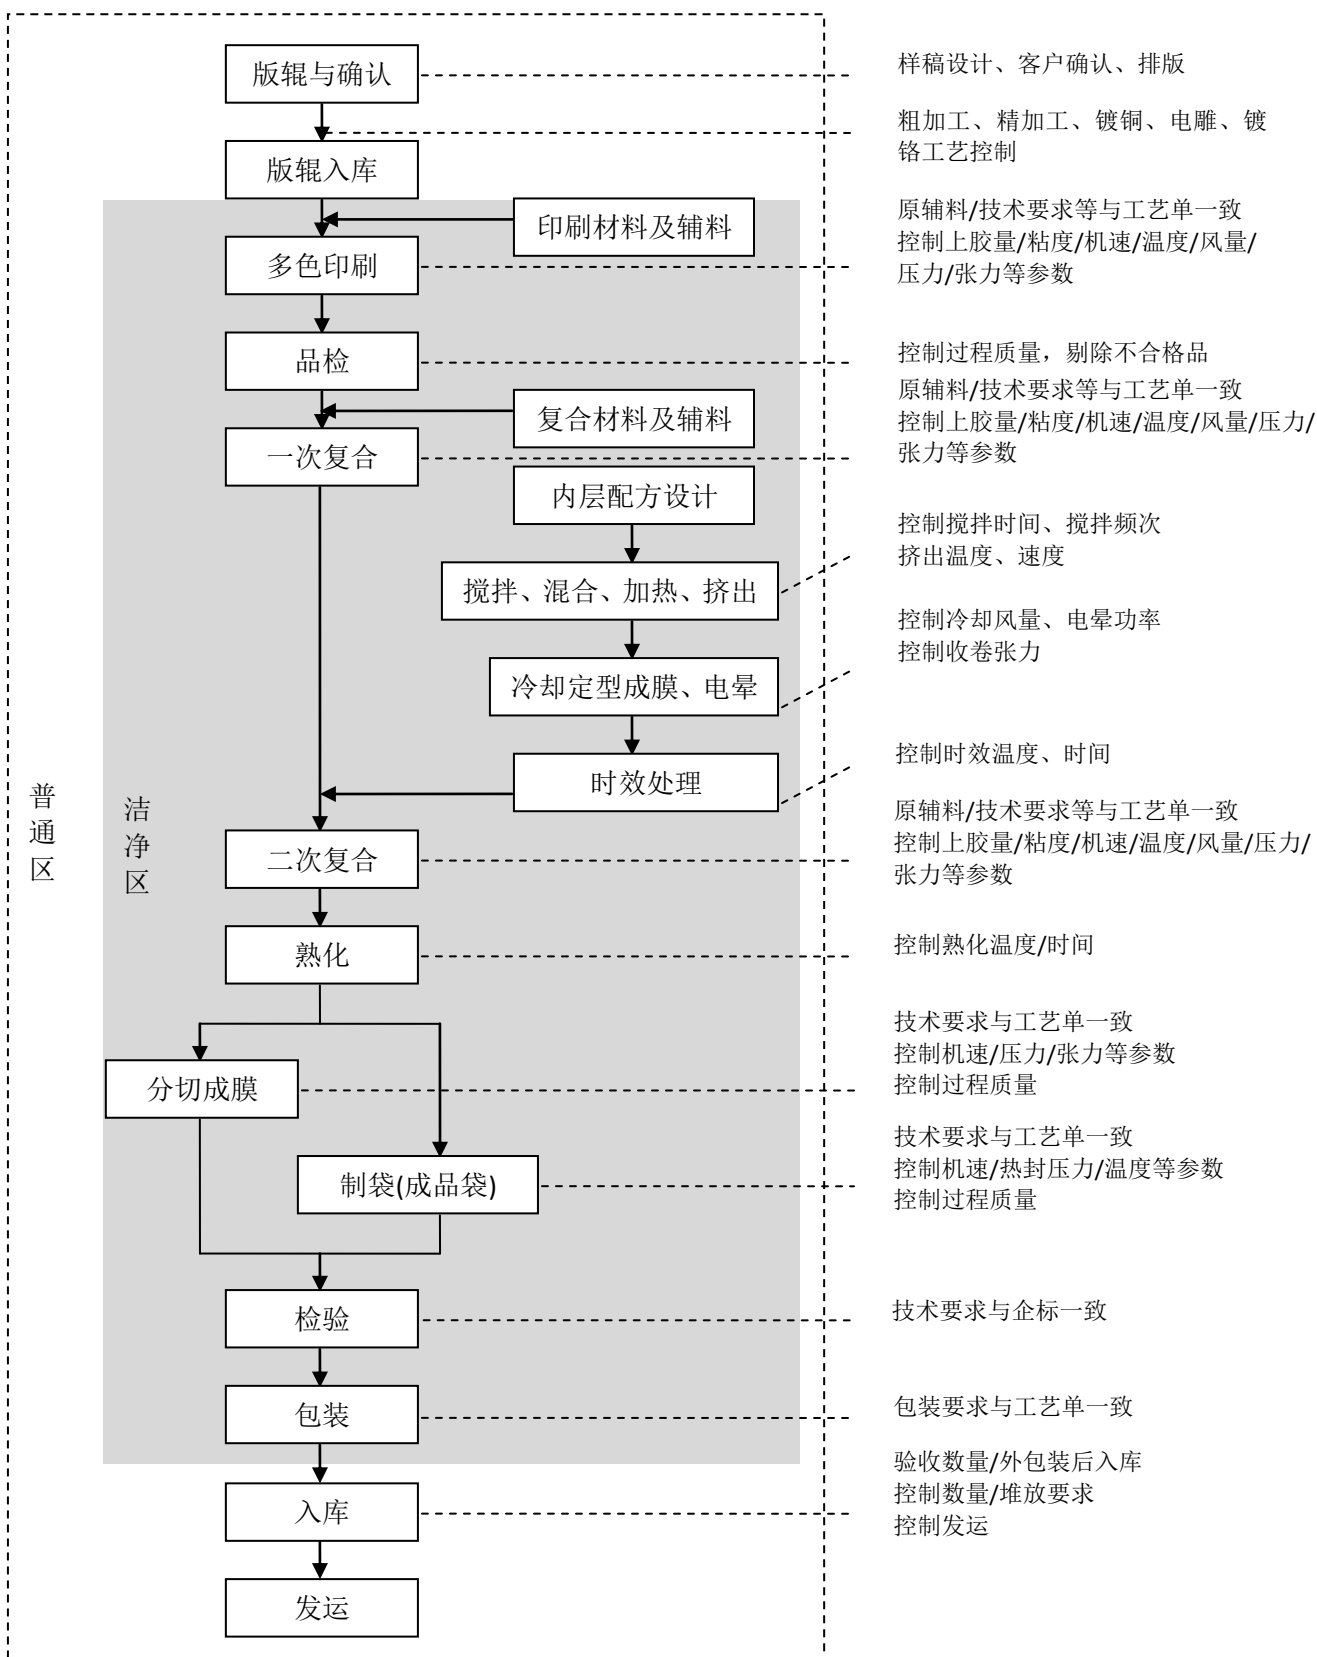 版辊与确认
样稿设计、客户确认、排版
粗加工、精加工、镀铜、电雕、镀
铬工艺控制
版辊入库
印刷材料及辅料
原辅料/技术要求等与工艺单一致
控制上胶量/粘度/机速/温度/风量/
压力/张力等参数
多色印刷
品检
控制过程质量，剔除不合格品
复合材料及辅料
原辅料/技术要求等与工艺单一致
控制上胶量/粘度/机速/温度/风量/压力/
张力等参数
一次复合
内层配方设计
控制搅拌时间、搅拌频次
挤出温度、速度
搅拌、混合、加热、挤出
控制冷却风量、电晕功率
控制收卷张力
冷却定型成膜、电晕
控制时效温度、时间
时效处理
普
通
区
洁
净
区
原辅料/技术要求等与工艺单一致
控制上胶量/粘度/机速/温度/风量/压力/
张力等参数
二次复合
熟化
控制熟化温度/时间
技术要求与工艺单一致
控制机速/压力/张力等参数
控制过程质量
分切成膜
技术要求与工艺单一致
控制机速/热封压力/温度等参数
控制过程质量
制袋(成品袋)
检验
技术要求与企标一致
包装
包装要求与工艺单一致
验收数量/外包装后入库
控制数量/堆放要求
控制发运
入库
发运